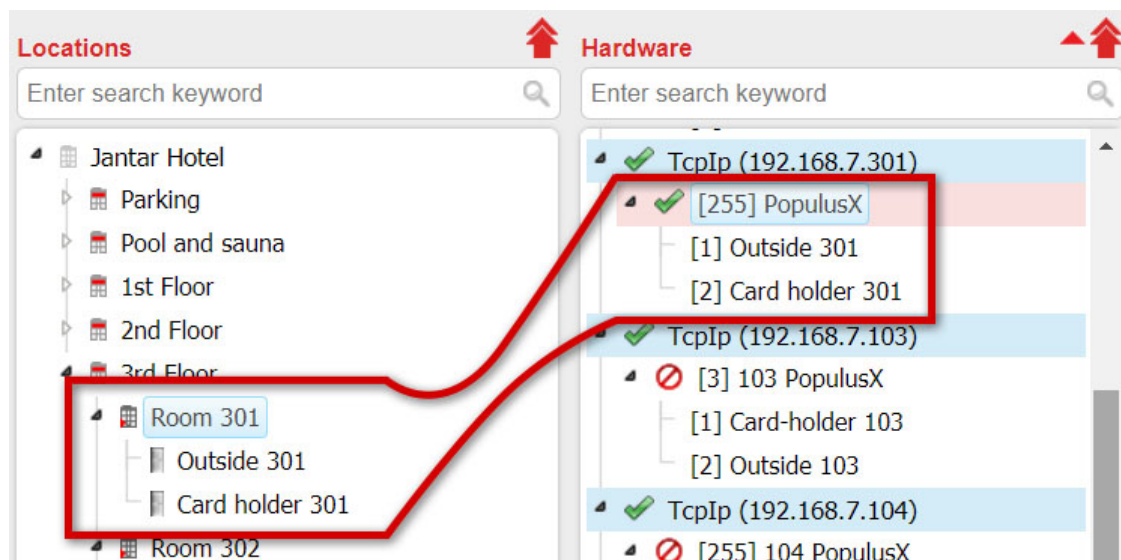 Locations
Enter search keyword
Jantar Hotel
Parking
Pool and sauna
1st Floor
2nd Floor
3rd Floor
Room 301
Outside 301
Card holder 301
Room 302
Hardware
Enter search keyword
TcpIp (192.168.7.301)
[255] PopulusX
[1] Outside 301
[2] Card holder 301
TcpIp (192.168.7.103)
[3] 103 PopulusX
[1] Card-holder 103
[2] Outside 103
TcpIp (192.168.7.104)
[255] 104 PopulusX